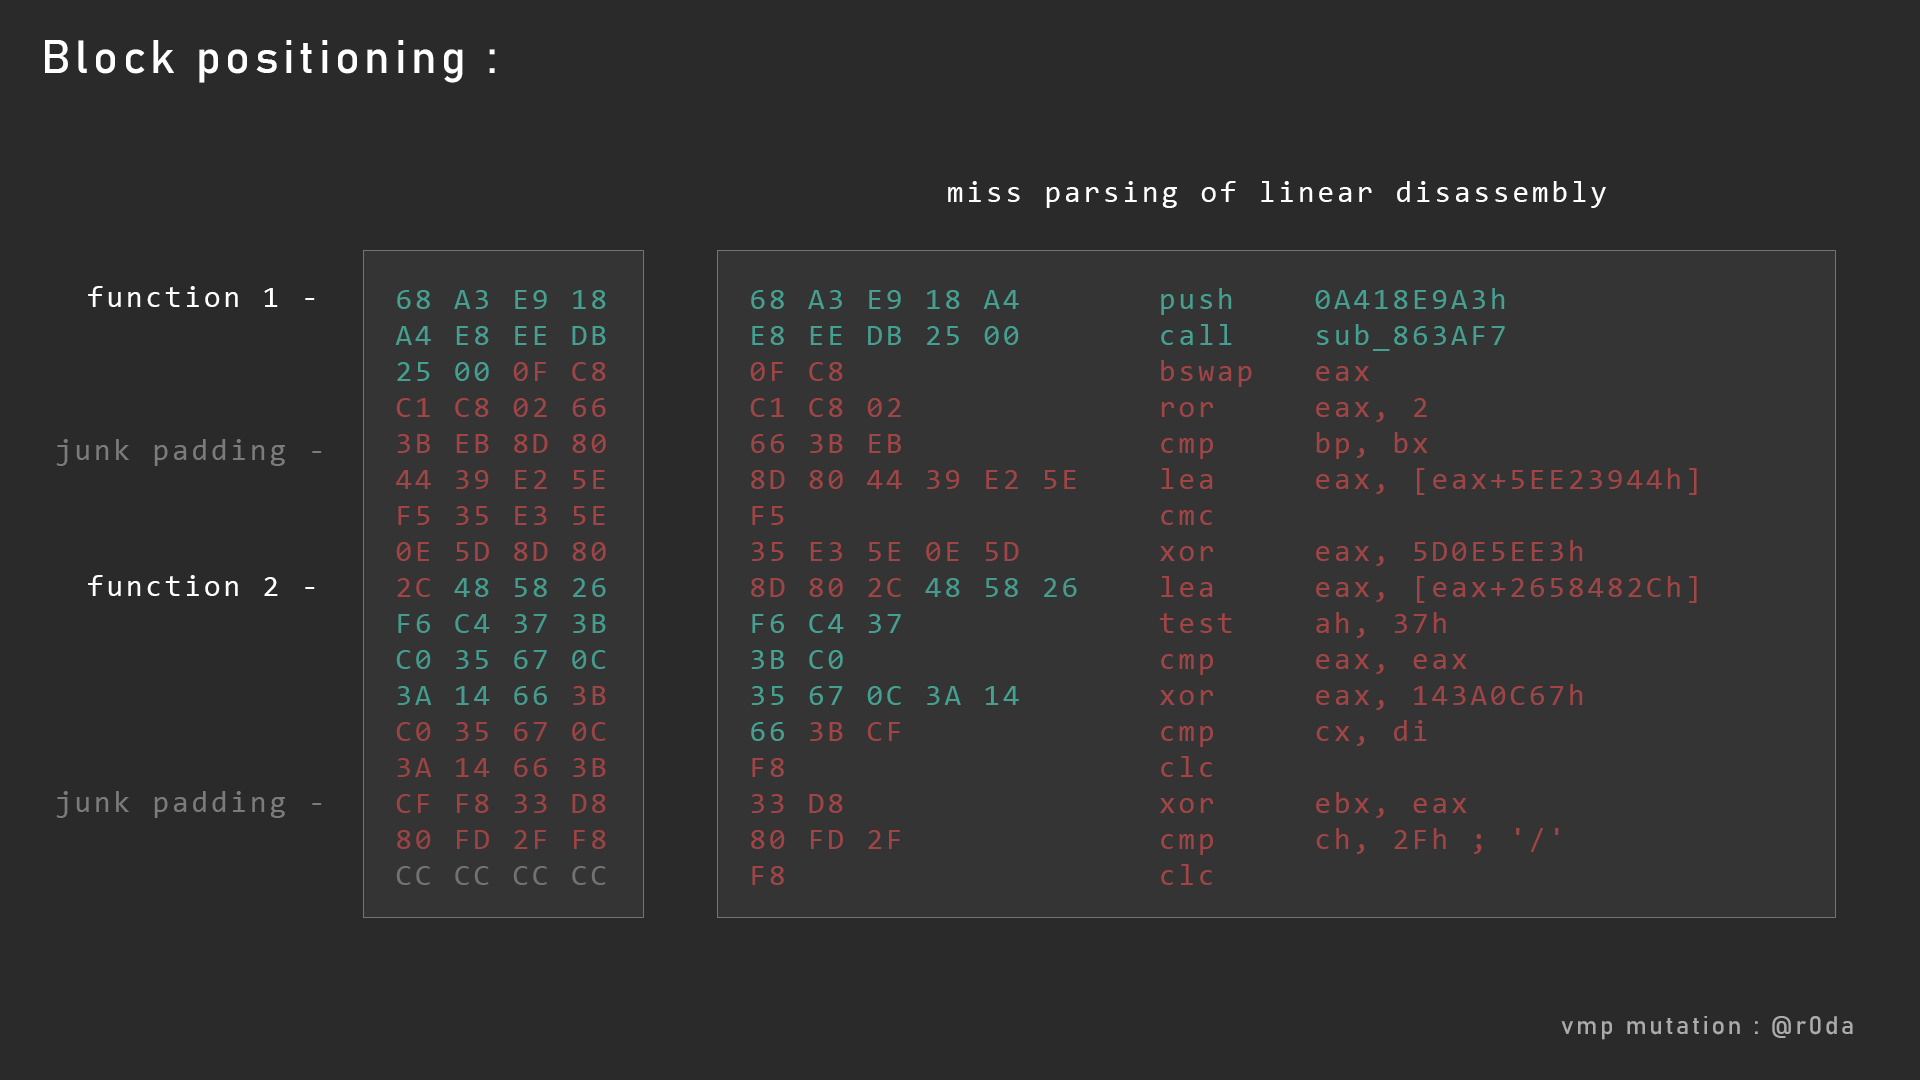 Block positioning :
miss parsing of linear disassembly
function 1 -
junk padding -
function 2 -
junk padding -
68 A3 E9 18
A4 E8 EE DB
25 00 0F C8
C1 C8 02 66
3B EB 8D 80
44 39 E2 5E
F5 35 E3 5E
0E 5D 8D 80
2C 48 58 26
F6 C4 37 3B
C0 35 67 0C
3A 14 66 3B
C0 35 67 0C
3A 14 66 3B
CF F8 33 D8
80 FD 2F F8
CC CC CC CC
68 A3 E9 18 A4 push 0A418E9A3h
E8 EE DB 25 00 call sub_863AF7
0F C8 bswap eax
C1 C8 02 ror eax, 2
66 3B EB cmp bp, bx
8D 80 44 39 E2 5E lea eax, [eax+5EE23944h]
F5 cmc
35 E3 5E 0E 5D xor eax, 5D0E5EE3h
8D 80 2C 48 58 26 lea eax, [eax+2658482Ch]
F6 C4 37 test ah, 37h
3B C0 cmp eax, eax
35 67 0C 3A 14 xor eax, 143A0C67h
66 3B CF cmp cx, di
F8 clc
33 D8 xor ebx, eax
80 FD 2F cmp ch, 2Fh ; '/'
F8 clc
vmp mutation : @r0da